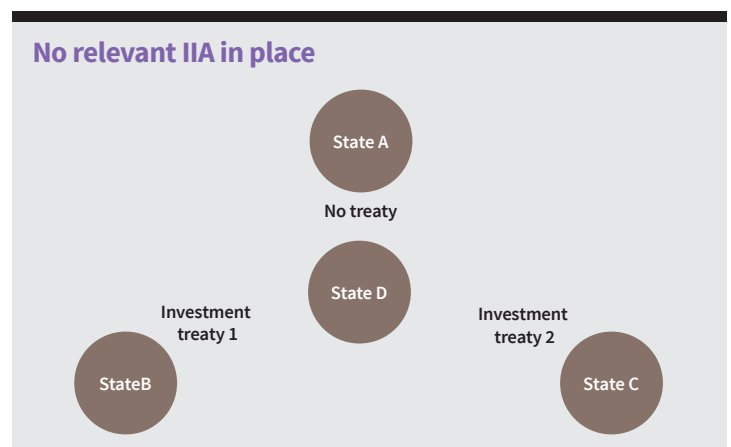 No relevant IIA in place
State A
No treaty
State D
Investment
treaty 1
Investment
treaty 2
StateB
State C